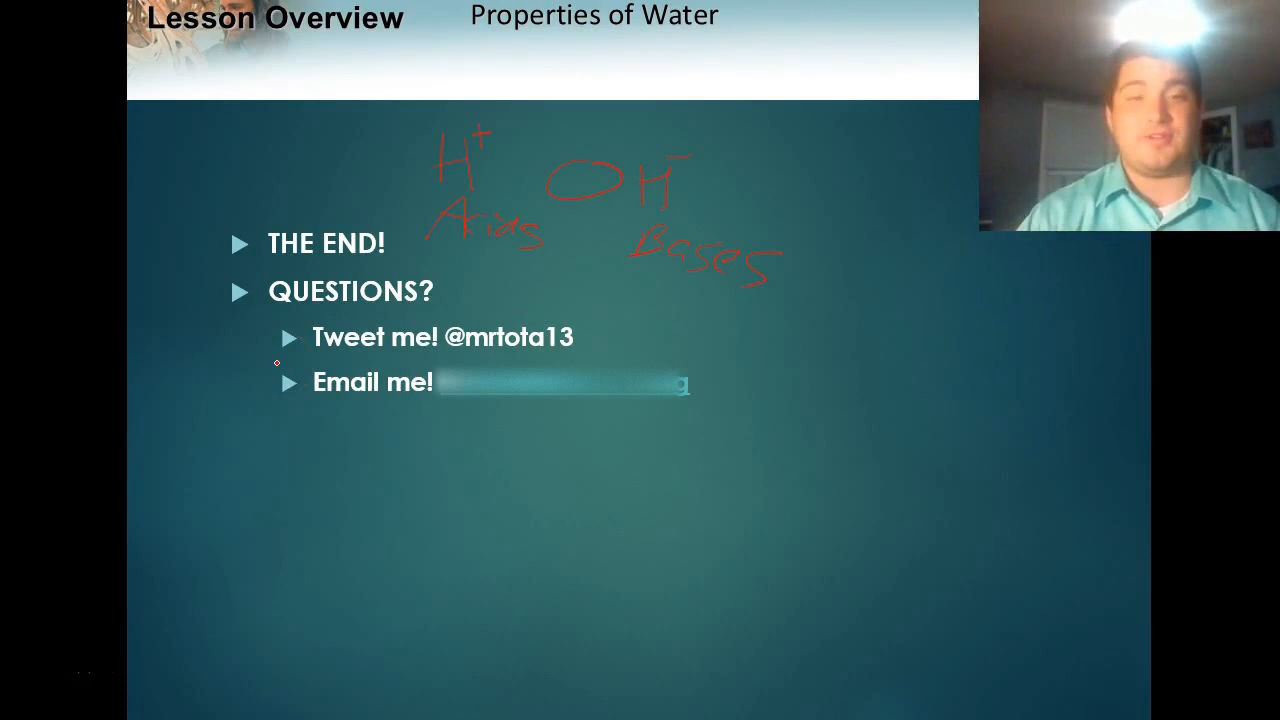 Lesson Overview Properties of Water
H+ OH-
Acids Bases
THE END!
QUESTIONS?
Tweet me! @mrtota13
Email me!